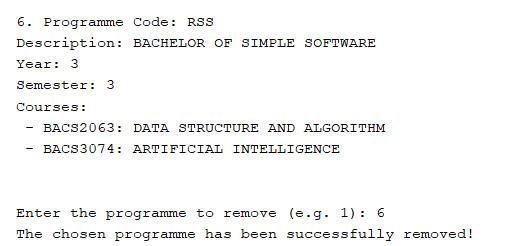 6. Programme Code: RSS
Description: BACHELOR OF SIMPLE SOFTWARE
Year: 3
Semester: 3
Courses:
- BACS2063: DATA STRUCTURE AND ALGORITHM
- BACS3074: ARTIFICIAL INTELLIGENCE
Enter the programme to remove (e.g. 1): 6
The chosen programme has been successfully removed!